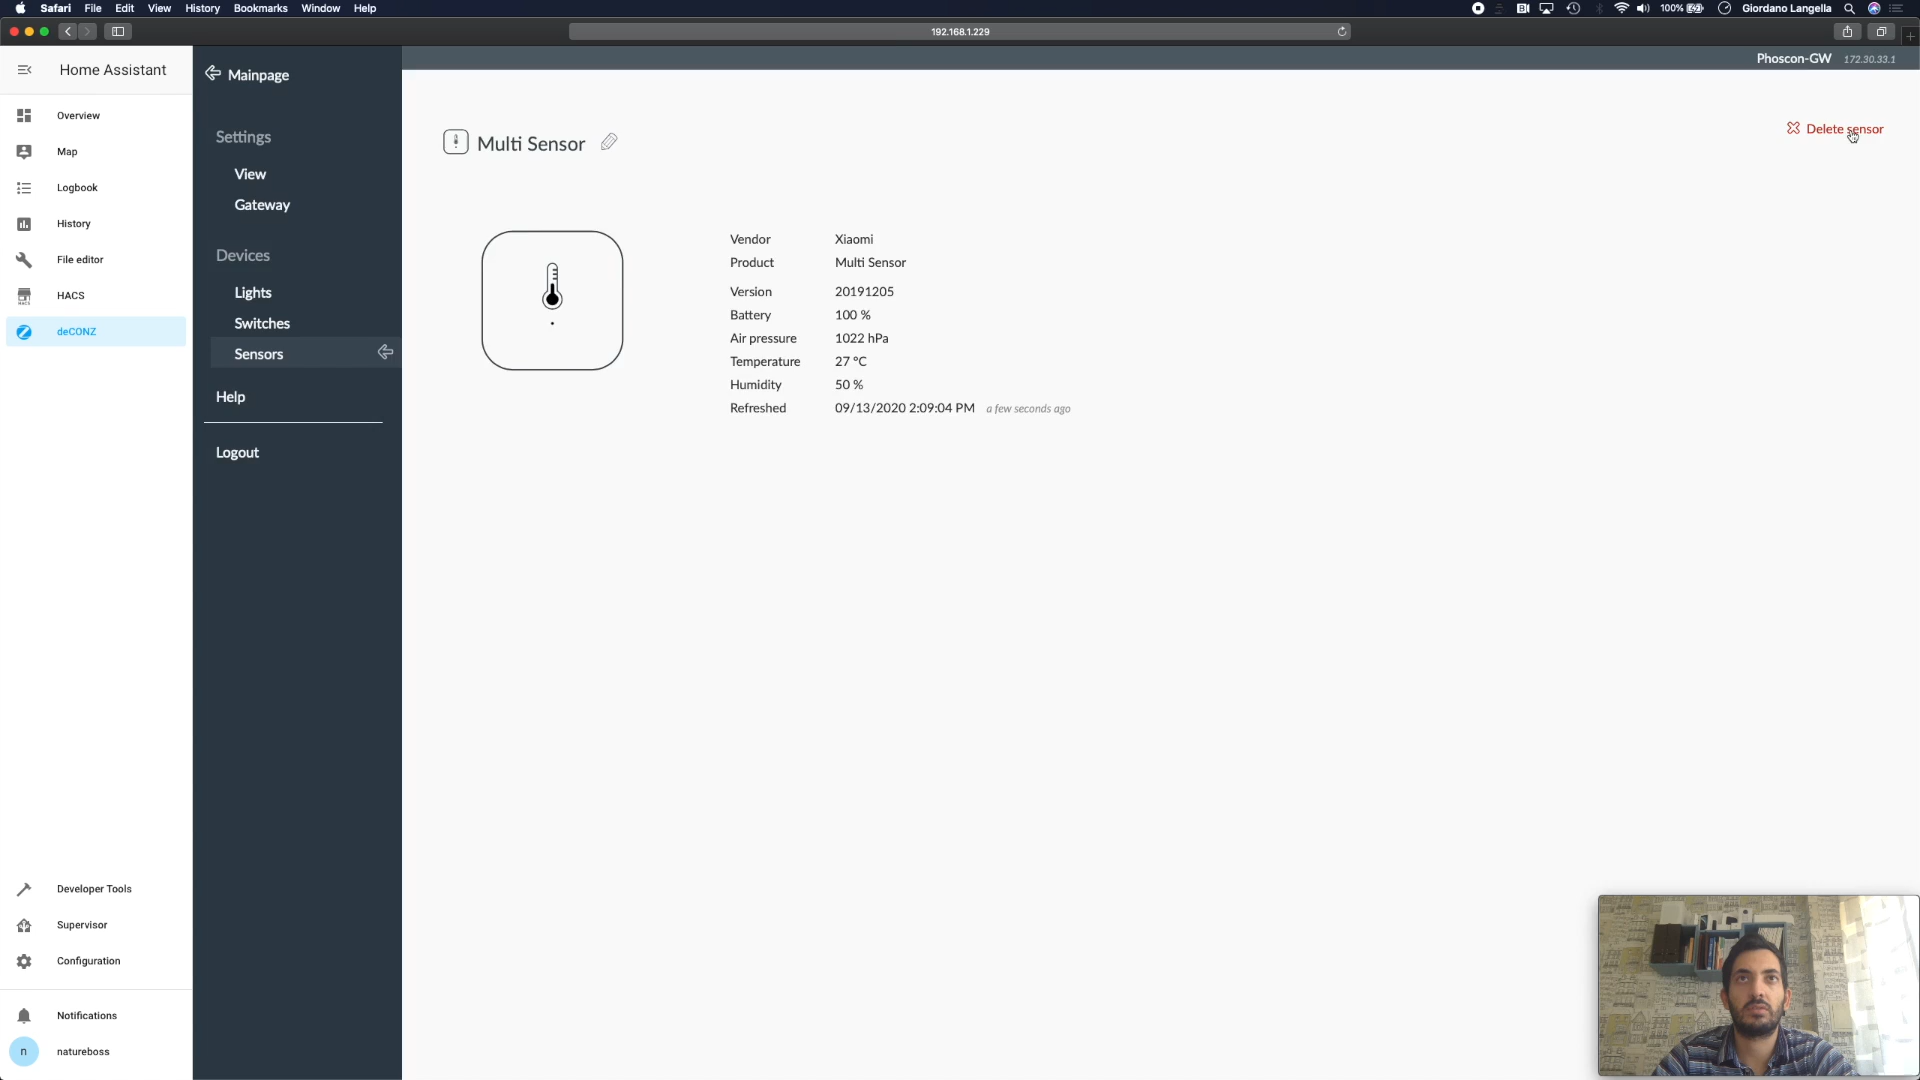 Safari File Edit View History Bookmarks Window Help
100% Giordano Langella
192.168.1.229
Home Assistant
Overview
Map
Logbook
History
File editor
HACS
deCONZ
Developer Tools
Supervisor
Configuration
Notifications
n natureboss
Mainpage
Settings
View
Gateway
Devices
Lights
Switches
Sensors
Help
Logout
Phoscon-GW 172.30.33.1
Multi Sensor
Delete sensor
Vendor Xiaomi
Product Multi Sensor
Version 20191205
Battery 100 %
Air pressure 1022 hPa
Temperature 27 °C
Humidity 50 %
Refreshed 09/13/2020 2:09:04 PM a few seconds ago